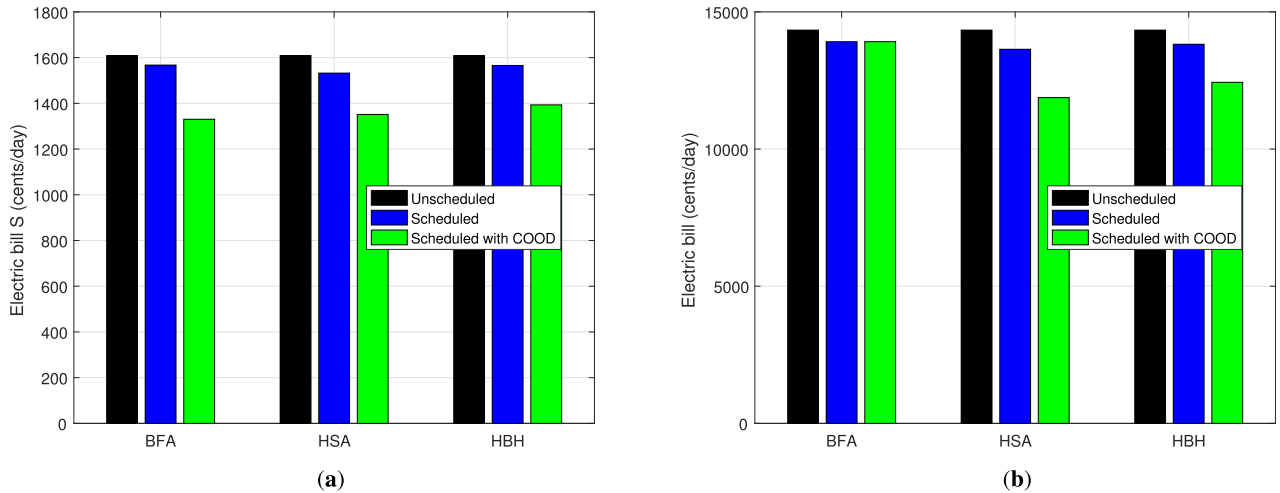 1800
1600
1400
1200
1000
800
600
400
200
0
Electric bill S (cents/day)
Unscheduled
Scheduled
Scheduled with COOD
BFA
HSA
HBH
(a)
15000
10000
5000
0
Electric bill (cents/day)
Unscheduled
Scheduled
Scheduled with COOD
BFA
HSA
HBH
(b)